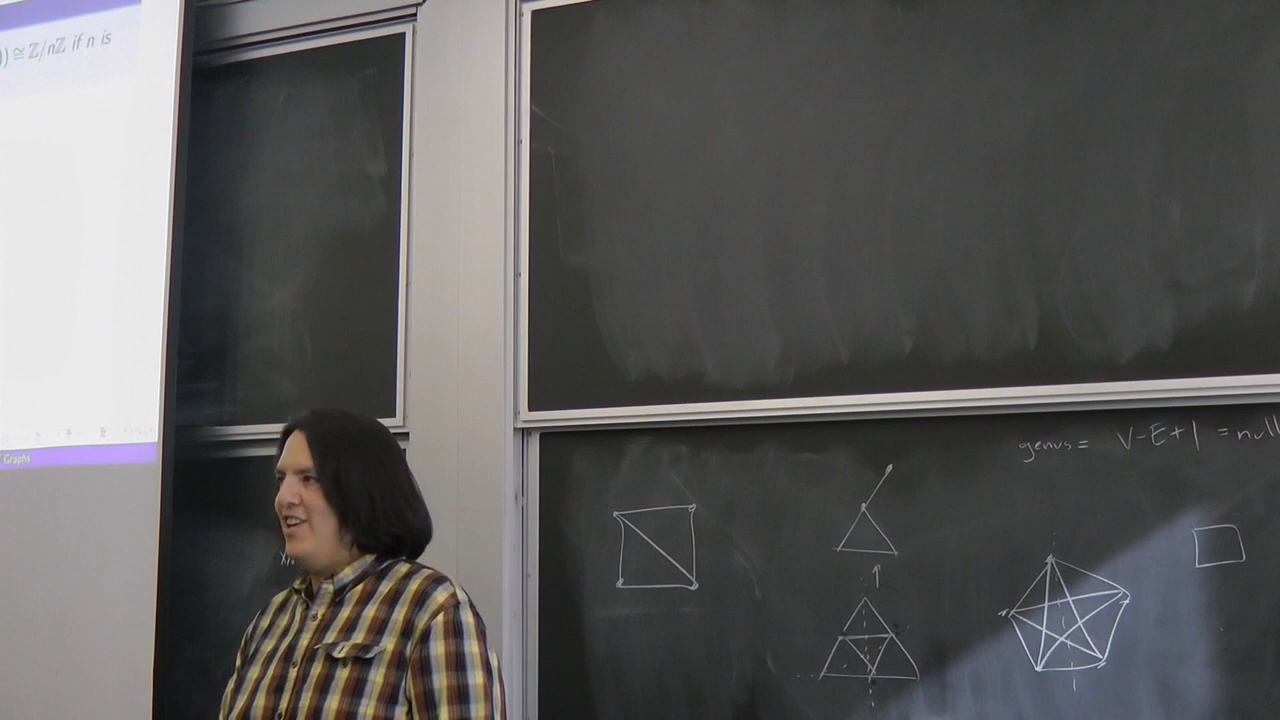 )) ≅ ℤ/nℤ if n is
Graphs
genus = V-E+1 = null